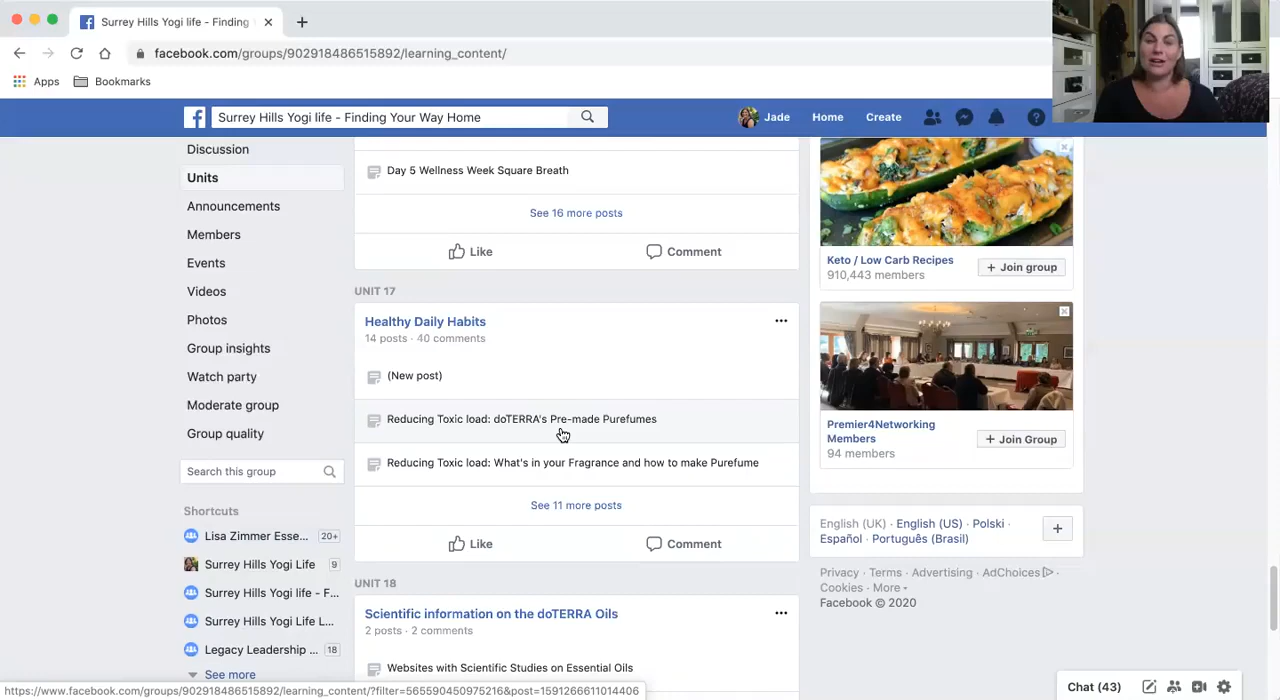 Surrey Hills Yogi life - Finding
facebook.com/groups/902918486515892/learning_content/
Apps
Bookmarks
Surrey Hills Yogi life - Finding Your Way Home
Jade
Home
Create
Discussion
Units
Announcements
Members
Events
Videos
Photos
Group insights
Watch party
Moderate group
Group quality
Search this group
Shortcuts
Lisa Zimmer Esse... 20+
Surrey Hills Yogi Life 9
Surrey Hills Yogi life - F...
Surrey Hills Yogi Life L...
Legacy Leadership ... 18
See more
Day 5 Wellness Week Square Breath
See 16 more posts
Like
Comment
UNIT 17
Healthy Daily Habits
14 posts · 40 comments
(New post)
Reducing Toxic load: doTERRA's Pre-made Purefumes
Reducing Toxic load: What's in your Fragrance and how to make Purefume
See 11 more posts
Like
Comment
UNIT 18
Scientific information on the doTERRA Oils
2 posts · 2 comments
Websites with Scientific Studies on Essential Oils
Keto / Low Carb Recipes
910,443 members
+ Join group
Premier4Networking
Members
94 members
+ Join Group
English (UK) · English (US) · Polski ·
Español · Português (Brasil)
Privacy · Terms · Advertising · AdChoices ·
Cookies · More
Facebook © 2020
Chat (43)
https://www.facebook.com/groups/902918486515892/learning_content/?filter=565590450975216&post=1591266611014406